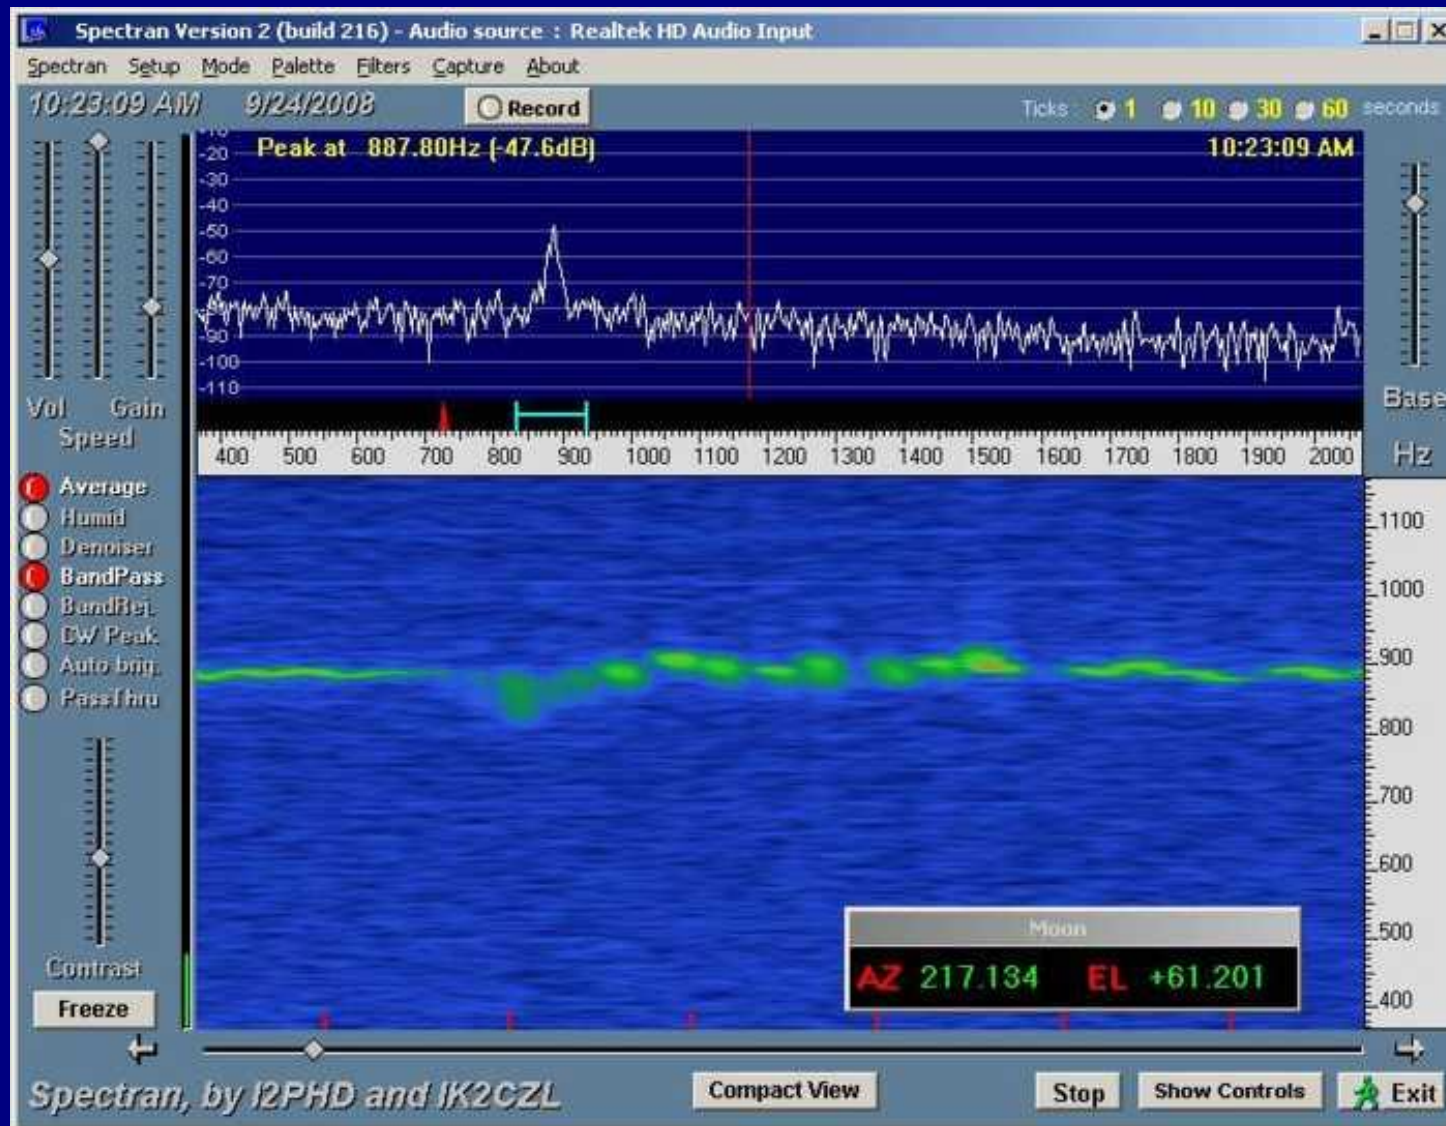 Spectran Version 2 (build 216) - Audio source : Realtek HD Audio Input
Spectran Setup Mode Palette Filters Capture About
10:23:09 AM 9/24/2008 Record Ticks 1 10 30 60 seconds
Peak at 887.80Hz (-47.6dB) 10:23:09 AM
-10
-20
-30
-40
-50
-60
-70
-80
-90
-100
-110
Vol Gain
Speed
Base
400 500 600 700 800 900 1000 1100 1200 1300 1400 1500 1600 1700 1800 1900 2000 Hz
Average
Humid
Denoiser
BandPass
BandRej.
CW Peak
Auto brig.
PassThru
1100
1000
900
800
700
600
500
400
Moon
AZ 217.134 EL +61.201
Contrast
Freeze
Spectran, by I2PHD and IK2CZL
Compact View Stop Show Controls Exit